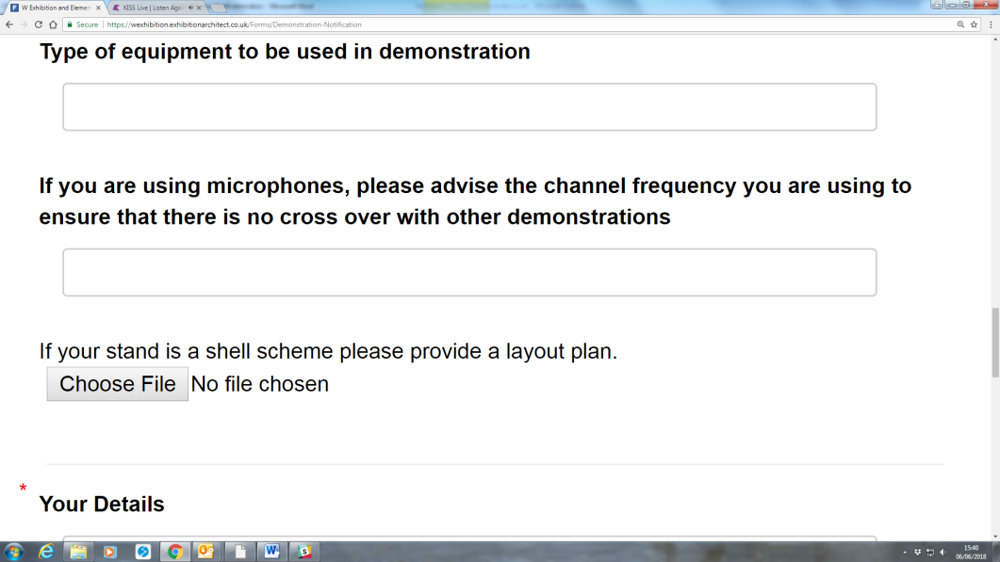 W Exhibition and Elemen
KISS Live | Listen Aga
Secure
https://wexhibition.exhibitionarchitect.co.uk/Forms/Demonstration-Notification
Type of equipment to be used in demonstration
If you are using microphones, please advise the channel frequency you are using to
ensure that there is no cross over with other demonstrations
If your stand is a shell scheme please provide a layout plan.
Choose File No file chosen
*
Your Details
15:40
06/06/2018